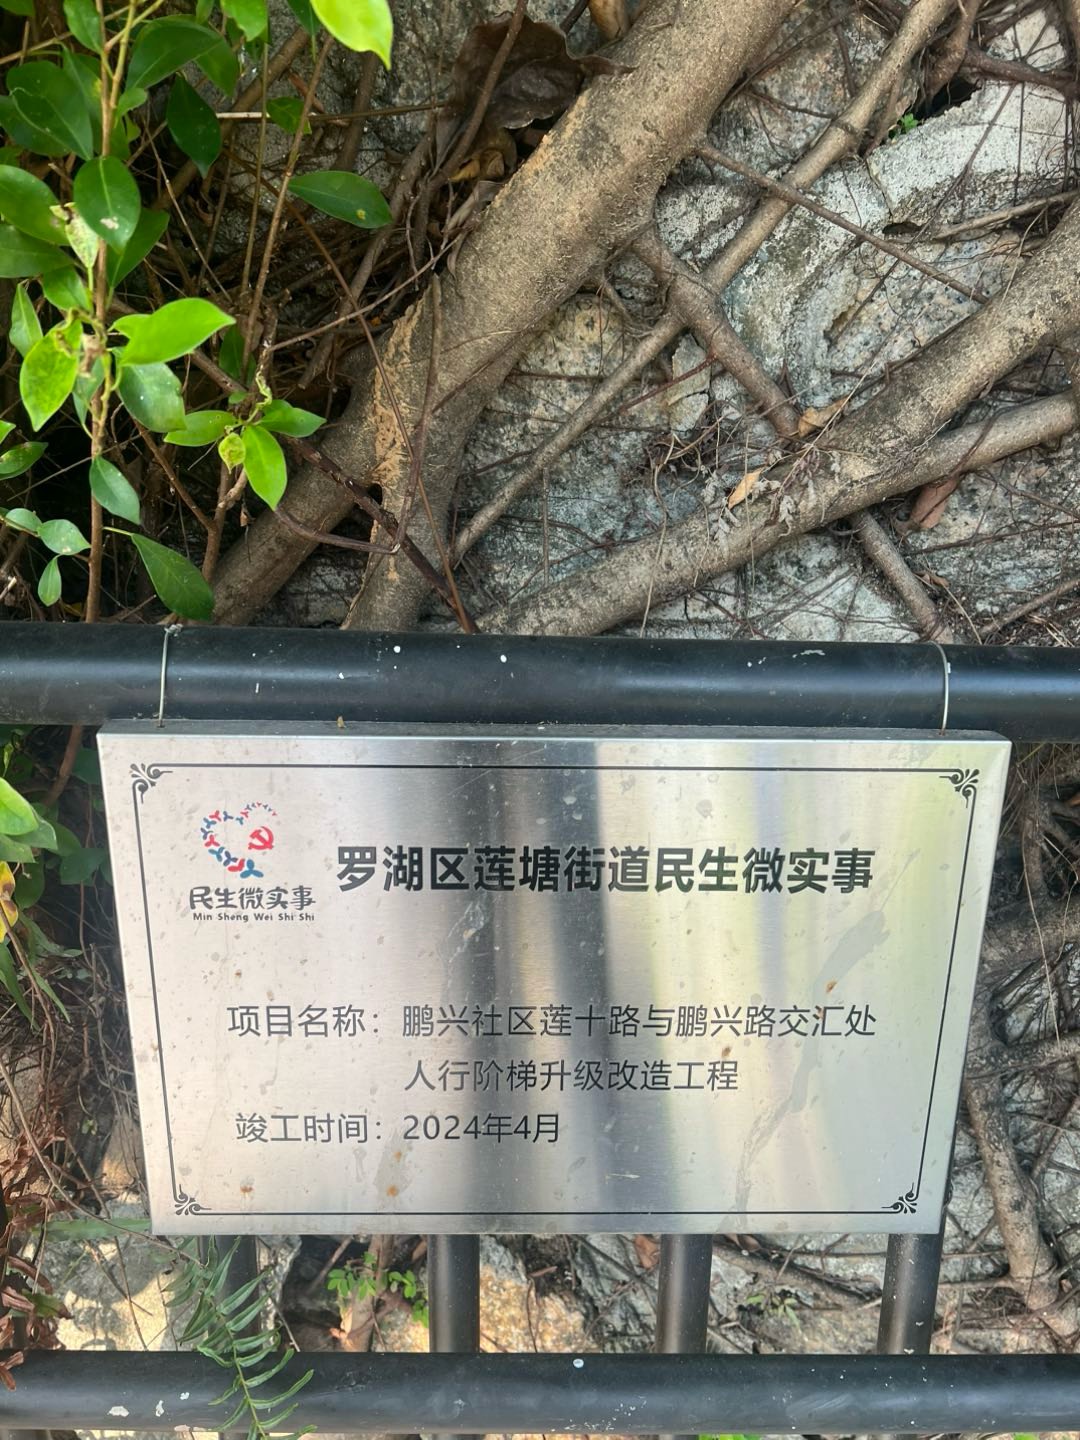 罗湖区莲塘街道民生微实事
民生微实事
Min Sheng Wei Shi Shi
项目名称：鹏兴社区莲十路与鹏兴路交汇处
人行阶梯升级改造工程
竣工时间：2024年4月